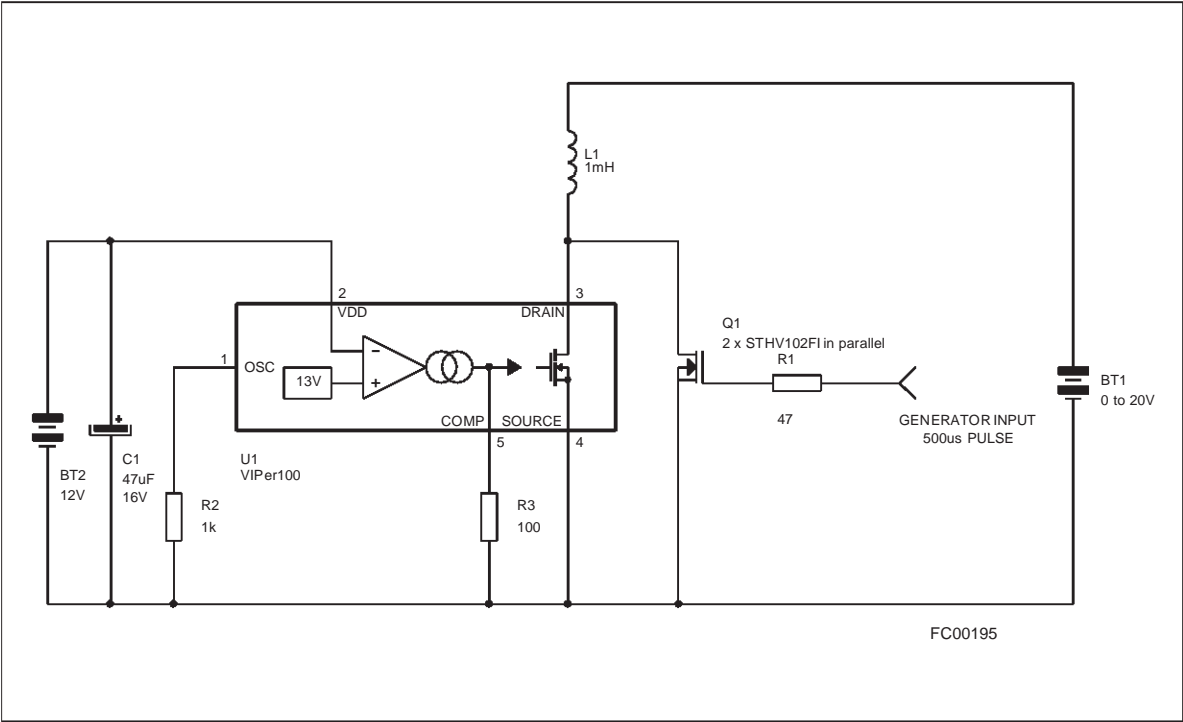 L1
1mH
2
VDD
3
DRAIN
Q1
2 x STHV102FI in parallel
R1
47
1
OSC
13V
−
+
COMP
SOURCE
5
4
U1
VIPer100
BT1
0 to 20V
GENERATOR INPUT
500us PULSE
BT2
12V
+
C1
47uF
16V
R2
1k
R3
100
FC00195